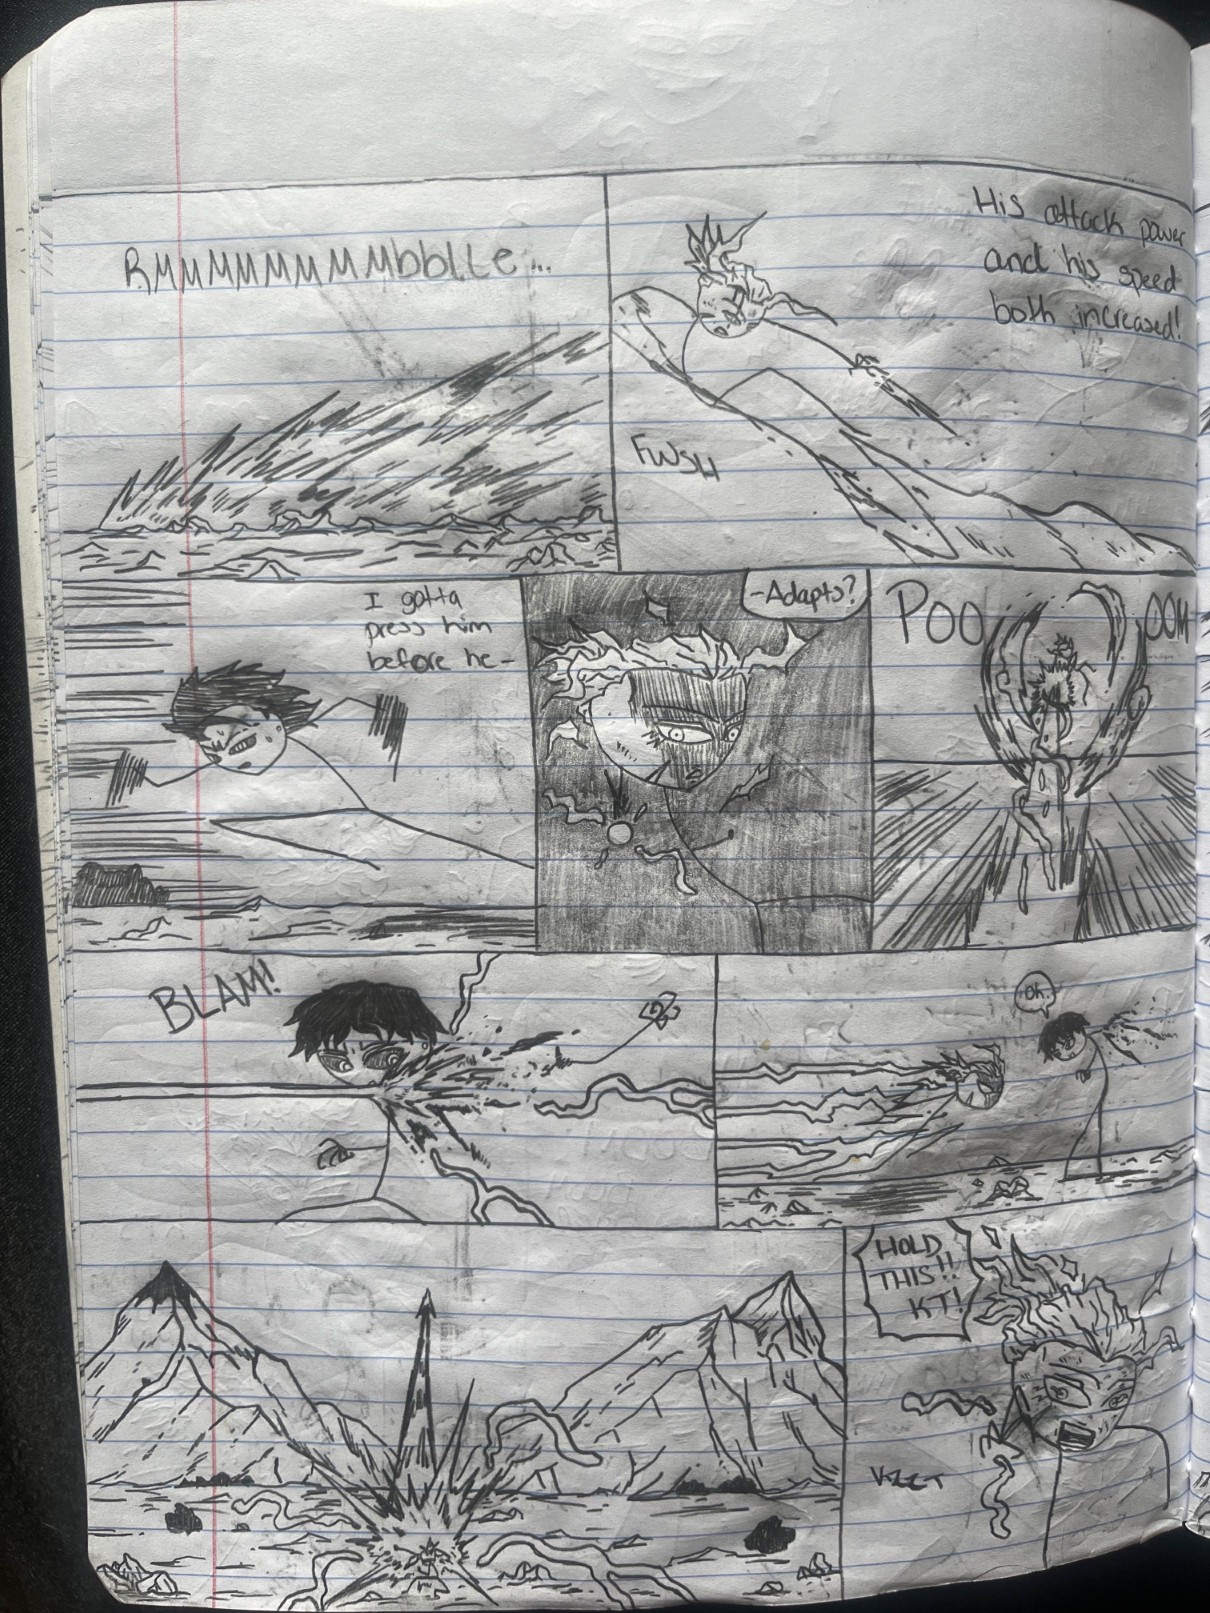 RMMMMMMMMbbLLe...
His attack power
and his speed
both increased!
FWSH
I gotta
press him
before he-
-Adapts?
POO OOM
BLAM!
Oh.
HOLD
THIS!!
KT!
VZZT